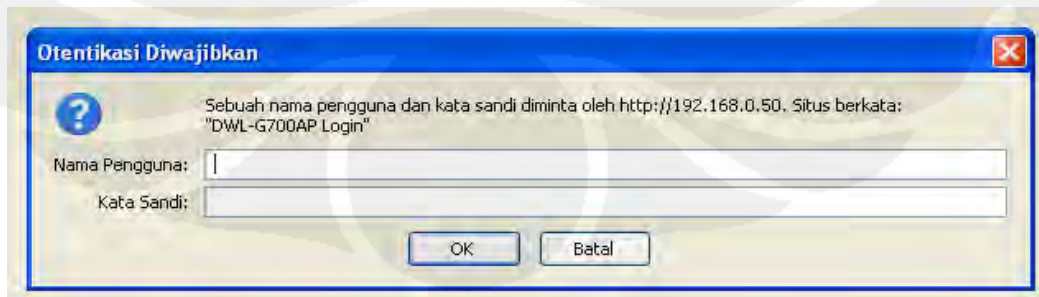 Otentikasi Diwajibkan
Sebuah nama pengguna dan kata sandi diminta oleh http://192.168.0.50. Situs berkata:
"DWL-G700AP Login"
Nama Pengguna:
Kata Sandi:
OK Batal